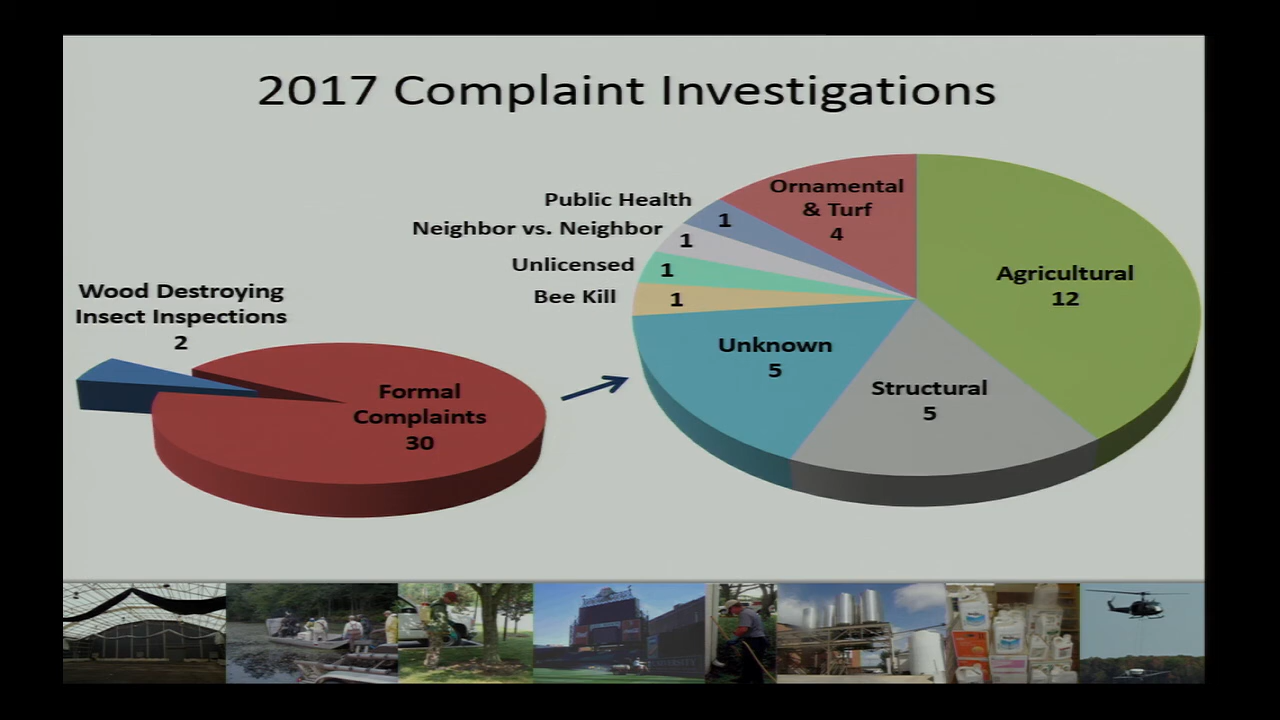 2017 Complaint Investigations
Public Health
1
Neighbor vs. Neighbor
1
Unlicensed
1
Bee Kill
1
Ornamental
& Turf
4
Agricultural
12
Unknown
5
Structural
5
Wood Destroying
Insect Inspections
2
Formal
Complaints
30